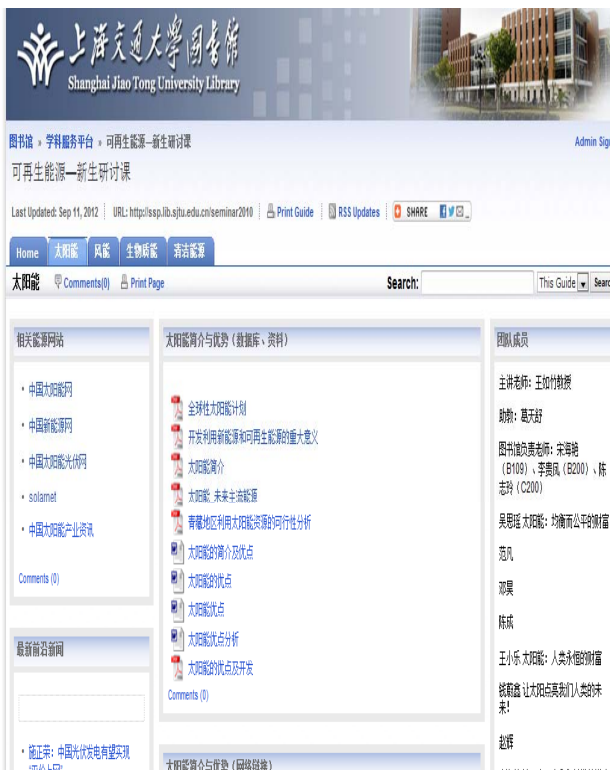 上海交通大学图书馆
Shanghai Jiao Tong University Library
图书馆 » 学科服务平台 » 可再生能源—新生研讨课
Admin Sign
可再生能源—新生研讨课
Last Updated: Sep 11, 2012 URL: http://ssp.lib.sjtu.edu.cn/seminar2010 Print Guide RSS Updates SHARE
Home 太阳能 风能 生物质能 清洁能源
太阳能 Comments(0) Print Page Search: This Guide Searc
相关能源网站
中国太阳能网
中国新能源网
中国太阳能光伏网
solarnet
中国太阳能产业资讯
Comments (0)
最新前沿新闻
施正荣：中国光伏发电有望实现
“平价上网”
太阳能简介与优势（数据库、资料）
全球性太阳能计划
开发利用新能源和可再生能源的重大意义
太阳能简介
太阳能_未来主流能源
青藏地区利用太阳能资源的可行性分析
太阳能的简介及优点
太阳能的优点
太阳能优点
太阳能优点分析
太阳能的优点及开发
Comments (0)
太阳能简介与优势（网络链接）
团队成员
主讲老师：王如竹教授
助教：葛天舒
图书馆负责老师：宋海艳
（B109）、李贵凤（B200）、陈
志玲（C200）
吴思瑶 太阳能：均衡而公平的财富
范凡
邓昊
陈成
王小乐 太阳能：人类永恒的财富
钱蔚鑫 让太阳点亮我们人类的未
来!
赵辉